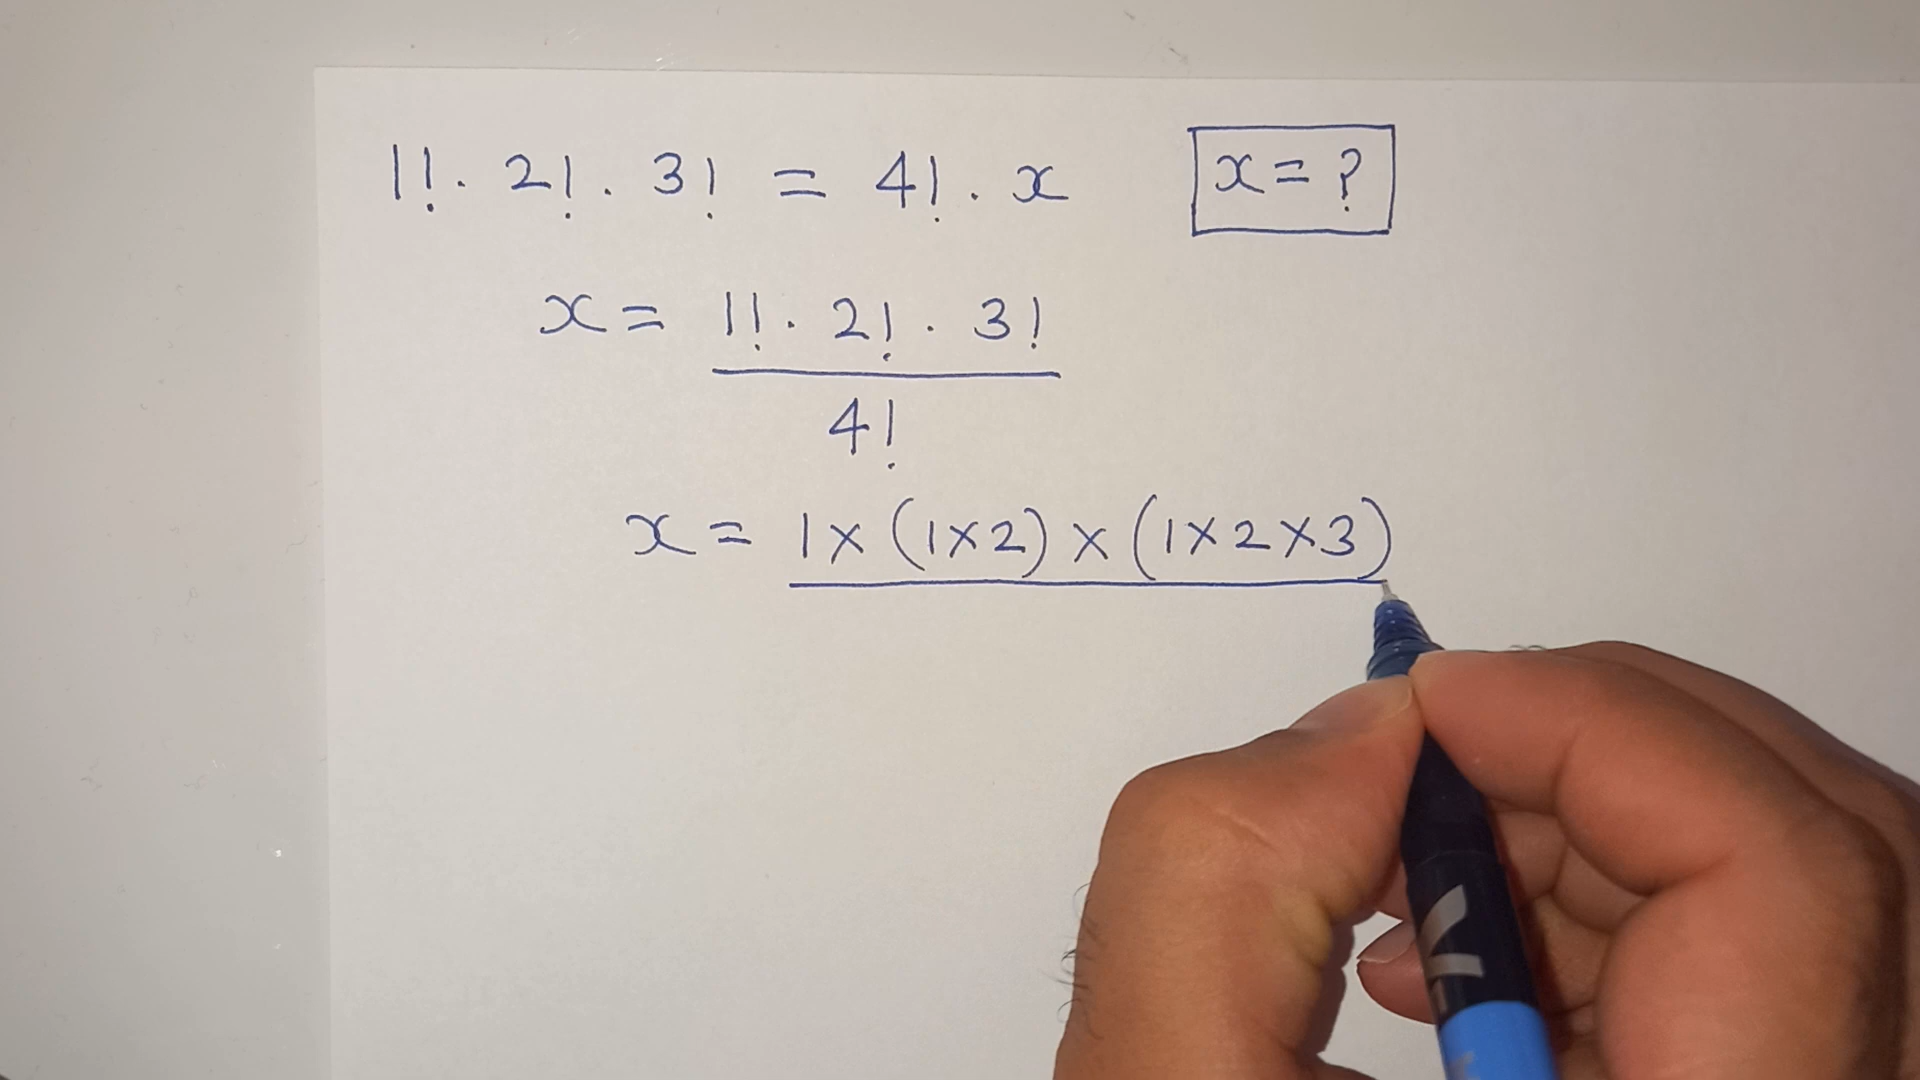 1! · 2! · 3! = 4! · x x = ?
x = 1! · 2! · 3!
4!
x = 1 × (1×2) × (1×2×3)